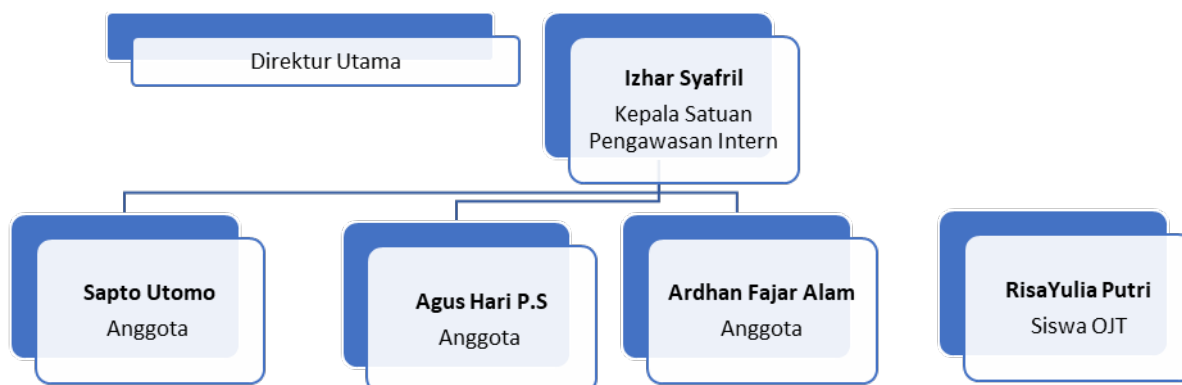 Direktur Utama
Izhar Syafril
Kepala Satuan
Pengawasan Intern
Sapto Utomo
Anggota
Agus Hari P.S
Anggota
Ardhan Fajar Alam
Anggota
RisaYulia Putri
Siswa OJT